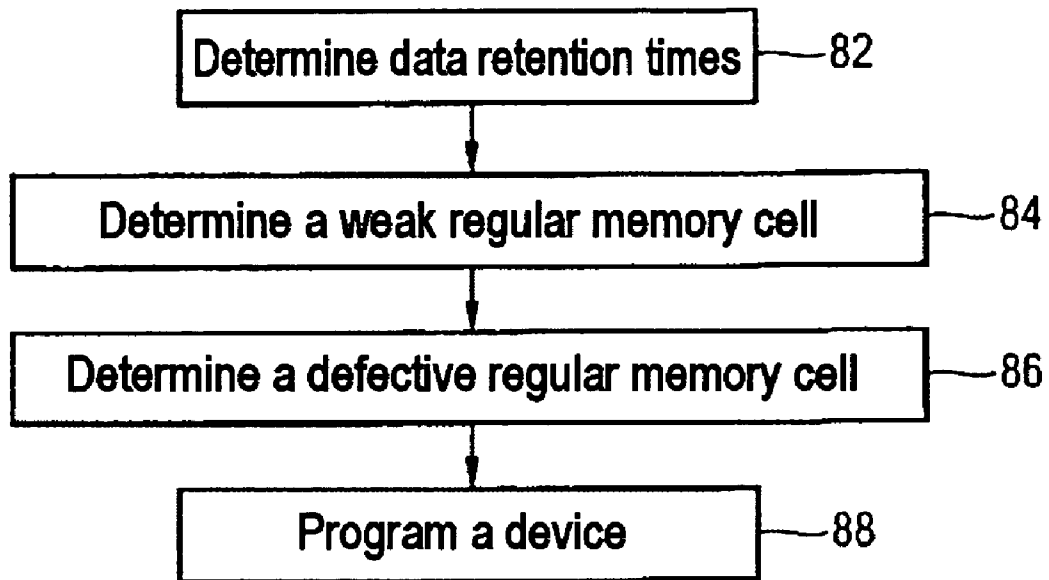 Determine data retention times 82
Determine a weak regular memory cell 84
Determine a defective regular memory cell 86
Program a device 88